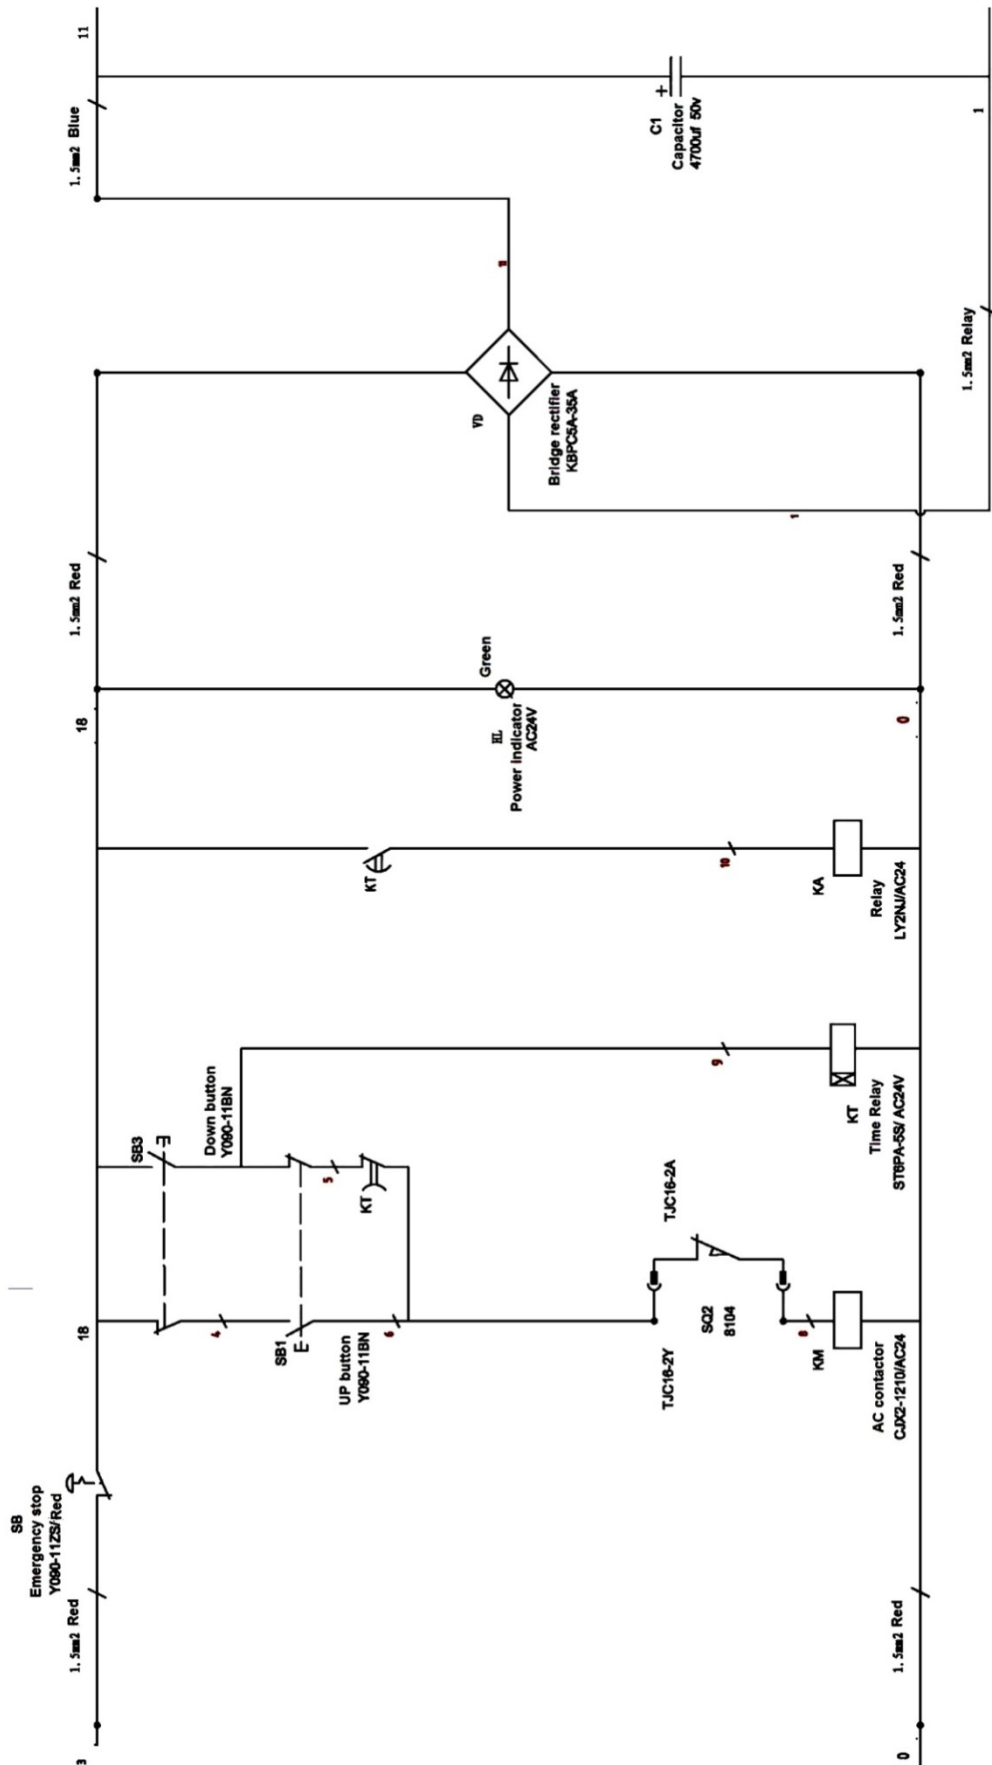 3
1.5mm2 Red
SB
Emergency stop
Y090-11ZS/Red
18
SB3
18
1.5mm2 Red
1.5mm2 Blue
11
4
Down button
Y090-11BN
SB1
5
UP button
Y090-11BN
6
KT
KT
HL
Green
Power indicator
AC24V
VD
11
Bridge rectifier
KBPC5A-35A
C1
+
Capacitor
4700uf 50v
TJC16-2Y
TJC16-2A
SQ2
8104
9
10
1
8
KM
AC contactor
CJX2-1210/AC24
KT
Time Relay
ST6PA-5S/ AC24V
KA
Relay
LY2NJ/AC24
0
1.5mm2 Red
0
1.5mm2 Red
1.5mm2 Relay
1